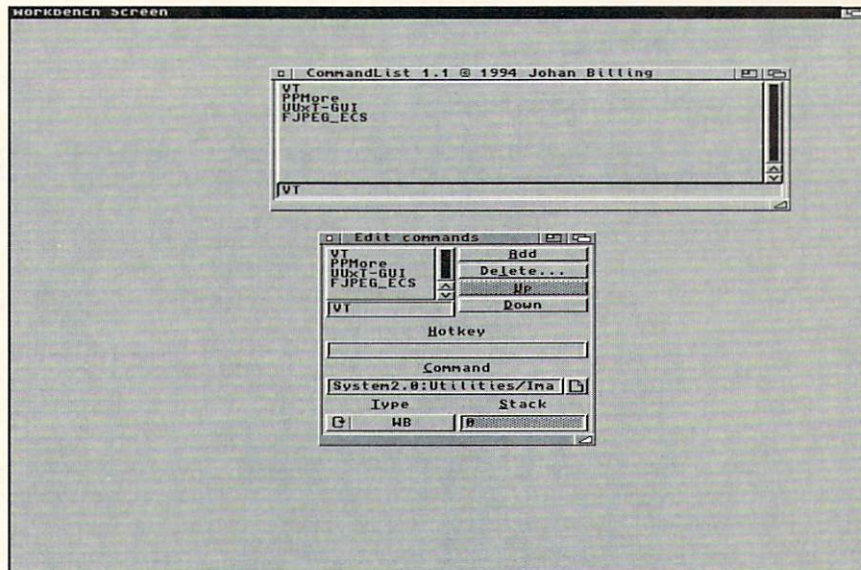 Workbench Screen
CommandList 1.1 © 1994 Johan Billing
VT
PPMore
UUxT-GUI
FJPEG_ECS
VT
Edit commands
VT
PPMore
UUxT-GUI
FJPEG_ECS
VT
Add
Delete...
Up
Down
Hotkey
Command
System2.0:Utilities/Ima
Type
Stack
WB
0